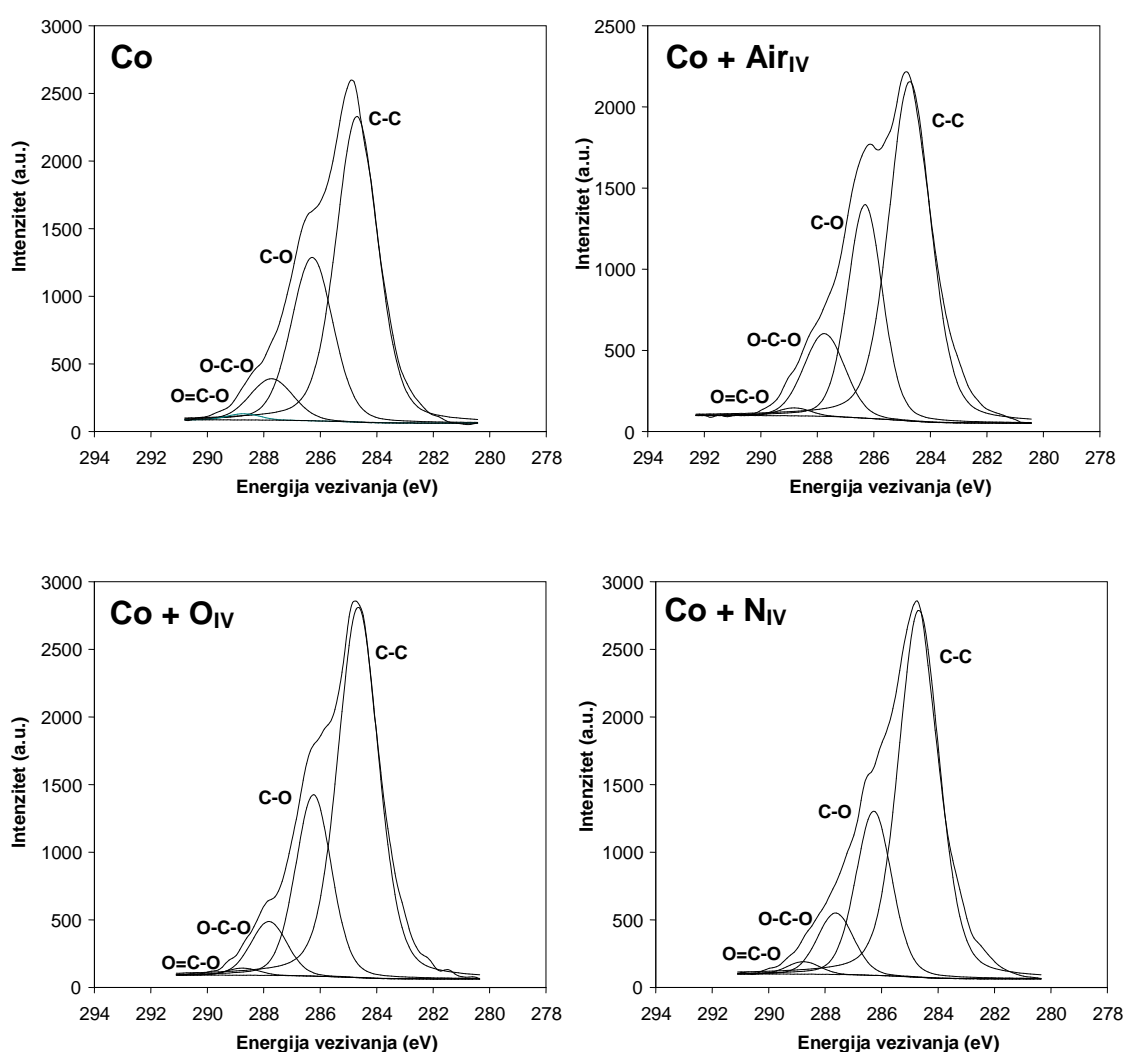 Co
3000
2500
2000
1500
1000
500
0
Intenzitet (a.u.)
C-C
C-O
O-C-O
O=C-O
294 292 290 288 286 284 282 280 278
Energija vezivanja (eV)
Co + AirIV
2500
2000
1500
1000
500
0
Intenzitet (a.u.)
C-C
C-O
O-C-O
O=C-O
294 292 290 288 286 284 282 280 278
Energija vezivanja (eV)
Co + OIV
3000
2500
2000
1500
1000
500
0
Intenzitet (a.u.)
C-C
C-O
O-C-O
O=C-O
294 292 290 288 286 284 282 280 278
Energija vezivanja (eV)
Co + NIV
3000
2500
2000
1500
1000
500
0
Intenzitet (a.u.)
C-C
C-O
O-C-O
O=C-O
294 292 290 288 286 284 282 280 278
Energija vezivanja (eV)